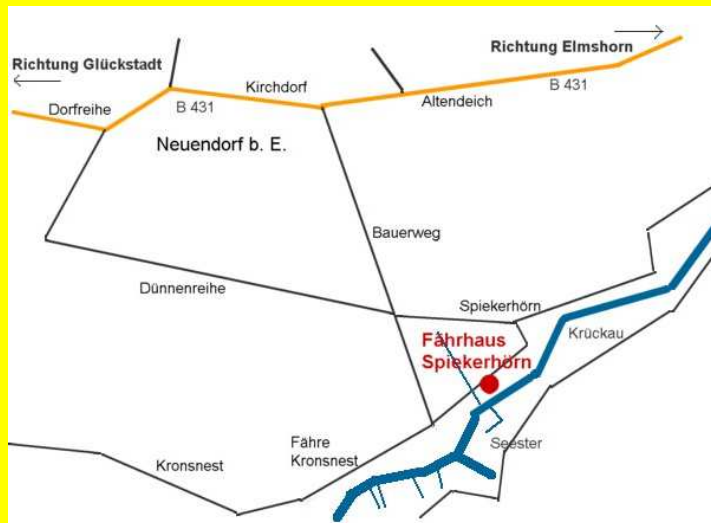 Richtung Elmshorn
Richtung Glückstadt
Kirchdorf
B 431
Dorfreihe
B 431
Altendeich
Neuendorf b. E.
Bauerweg
Dünnenreihe
Spiekerhörn
Krückau
Fährhaus
Spiekerhörn
Seester
Fähre
Kronsnest
Kronsnest